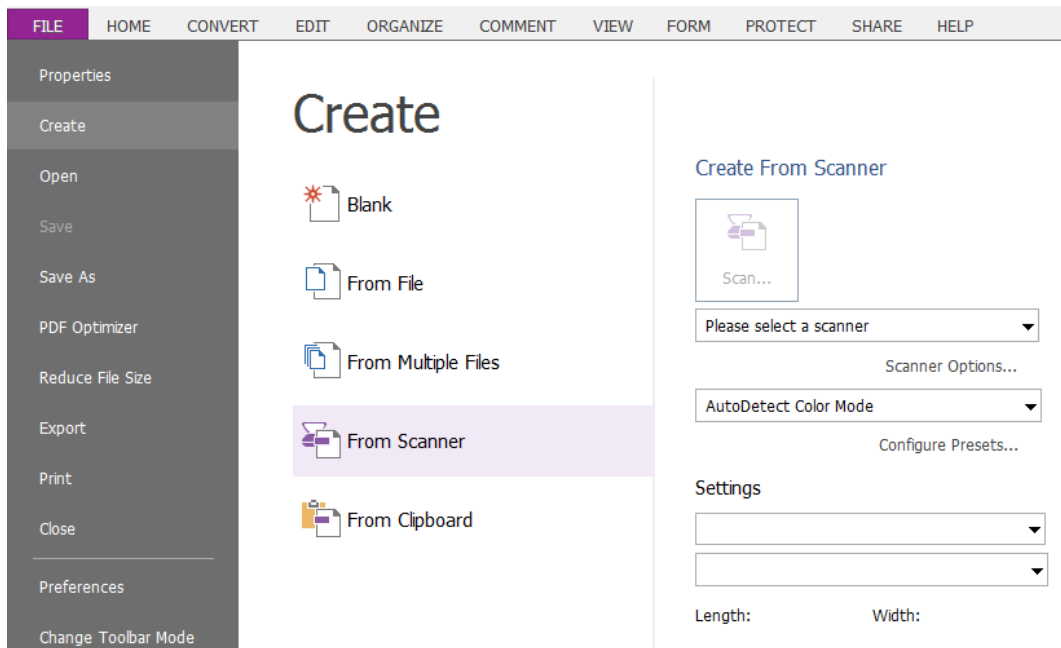 FILE HOME CONVERT EDIT ORGANIZE COMMENT VIEW FORM PROTECT SHARE HELP
Properties
Create
Open
Save
Save As
PDF Optimizer
Reduce File Size
Export
Print
Close
Preferences
Change Toolbar Mode
Create
Blank
From File
From Multiple Files
From Scanner
From Clipboard
Create From Scanner
Scan...
Please select a scanner
Scanner Options...
AutoDetect Color Mode
Configure Presets...
Settings
Length: Width: